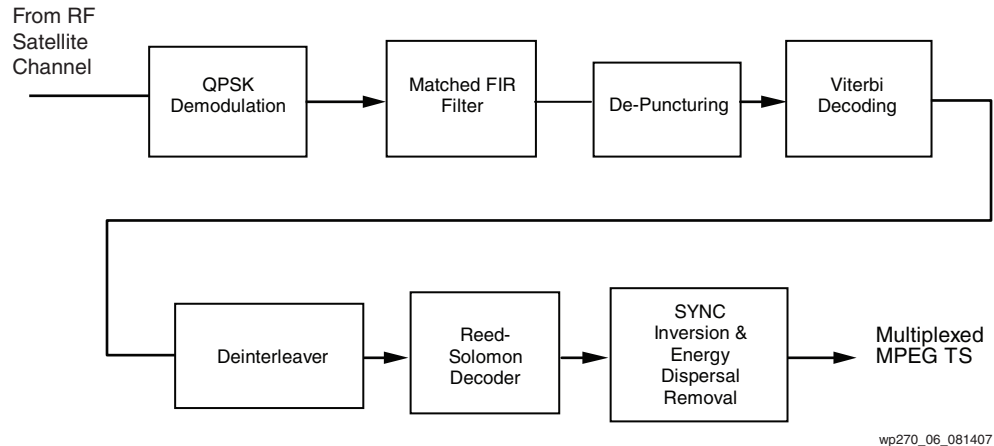 From RF
Satellite
Channel
QPSK
Demodulation
Matched FIR
Filter
De-Puncturing
Viterbi
Decoding
Deinterleaver
Reed-
Solomon
Decoder
SYNC
Inversion &
Energy
Dispersal
Removal
Multiplexed
MPEG TS
wp270_06_081407